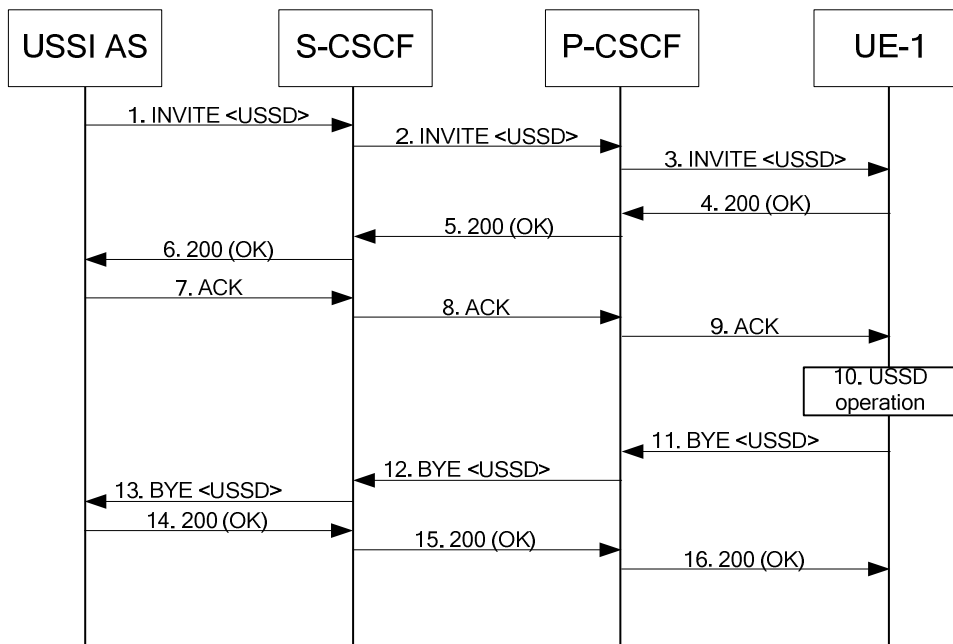 USSI AS
S-CSCF
P-CSCF
UE-1
1. INVITE <USSD>
2. INVITE <USSD>
3. INVITE <USSD>
4. 200 (OK)
5. 200 (OK)
6. 200 (OK)
7. ACK
8. ACK
9. ACK
10. USSD
operation
11. BYE <USSD>
12. BYE <USSD>
13. BYE <USSD>
14. 200 (OK)
15. 200 (OK)
16. 200 (OK)